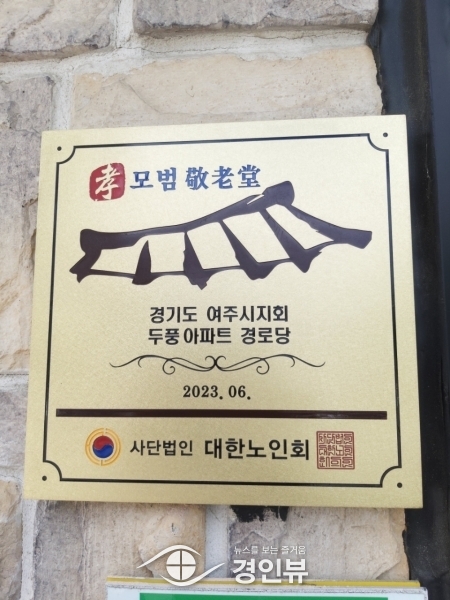 孝 모범 敬老堂
경기도 여주시지회
두풍아파트 경로당
2023. 06.
사단법인 대한노인회
뉴스를 보는 즐거움
경인뷰